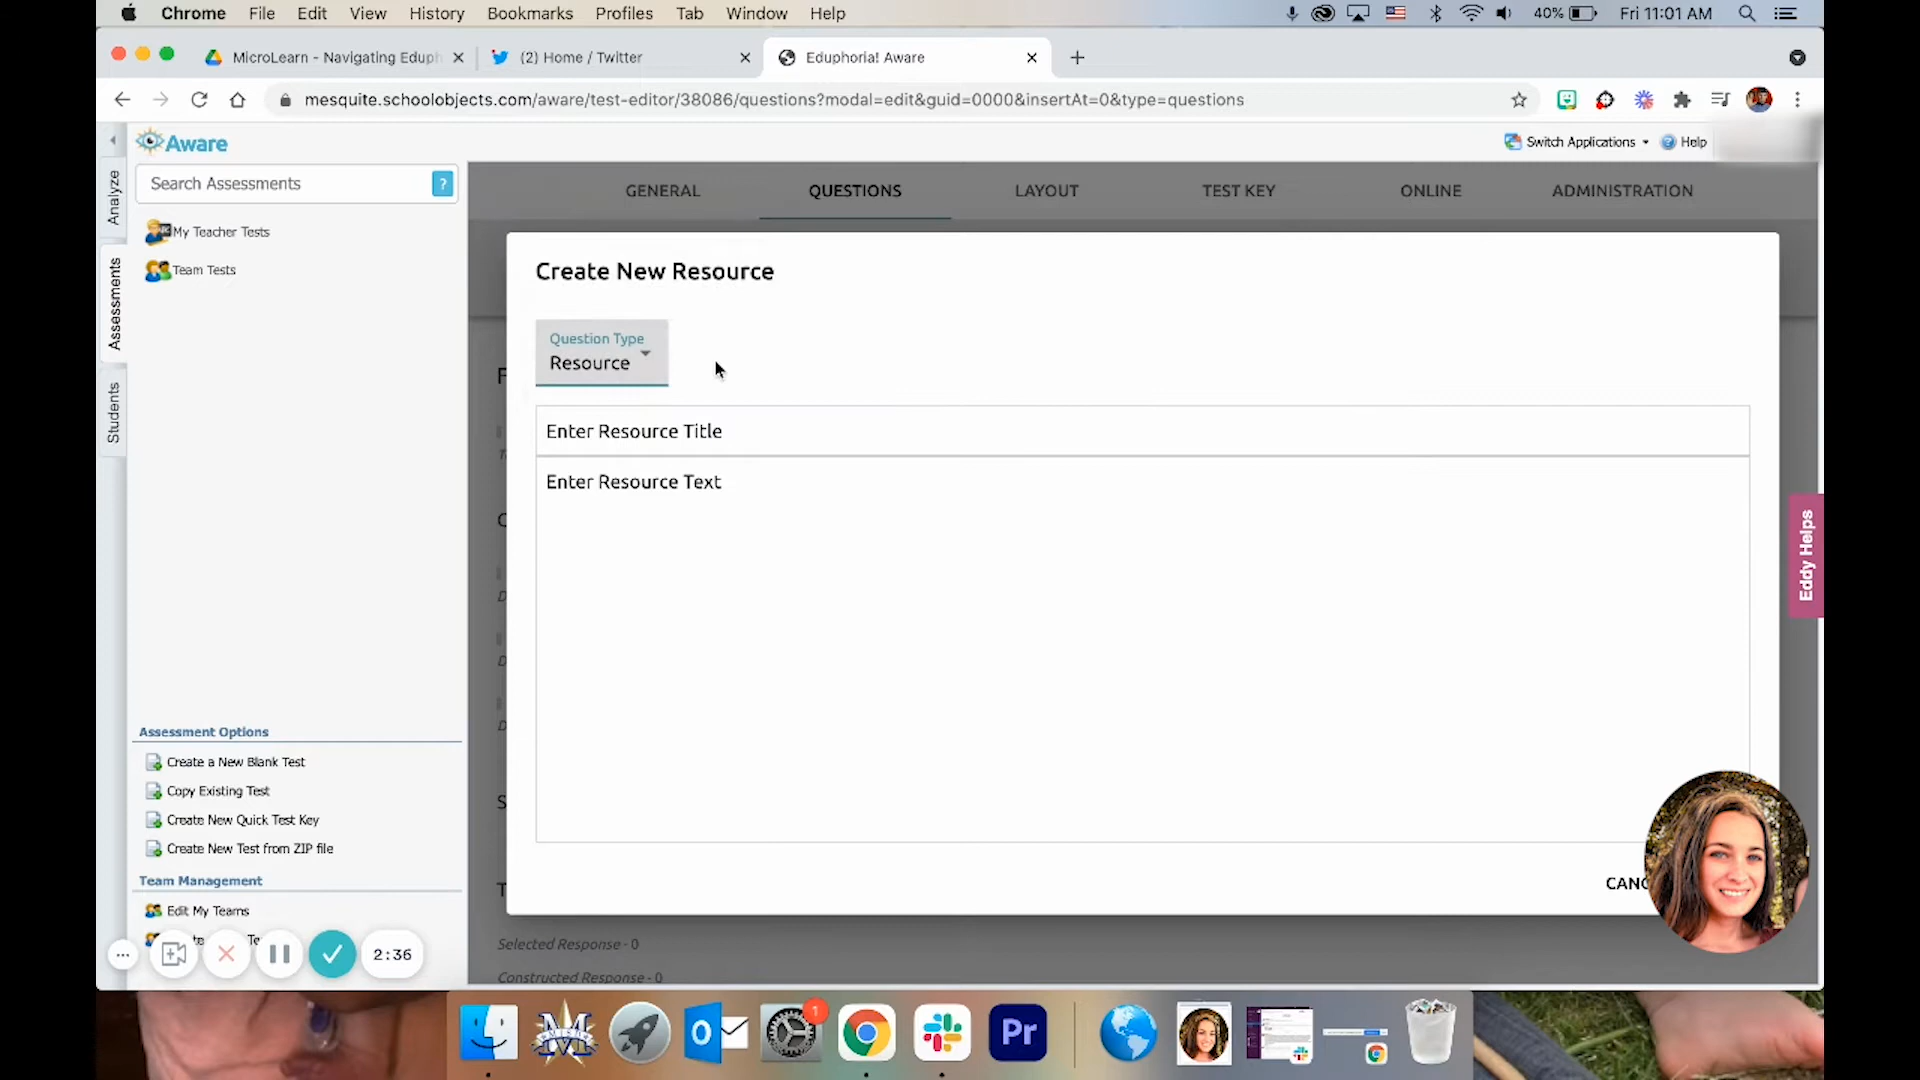 Chrome File Edit View History Bookmarks Profiles Tab Window Help 40% Fri 11:01 AM
MicroLearn - Navigating Eduph (2) Home / Twitter Eduphoria! Aware
mesquite.schoolobjects.com/aware/test-editor/38086/questions?modal=edit&guid=0000&insertAt=0&type=questions
Aware
Switch Applications Help
Search Assessments ?
GENERAL QUESTIONS LAYOUT TEST KEY ONLINE ADMINISTRATION
Analyze
Assessments
Students
My Teacher Tests
Team Tests
Create New Resource
Question Type
Resource
Enter Resource Title
Enter Resource Text
Eddy Helps
Assessment Options
Create a New Blank Test
Copy Existing Test
Create New Quick Test Key
Create New Test from ZIP file
Team Management
Edit My Teams
CANC
Selected Response - 0
Constructed Response - 0
2:36
1
Pr